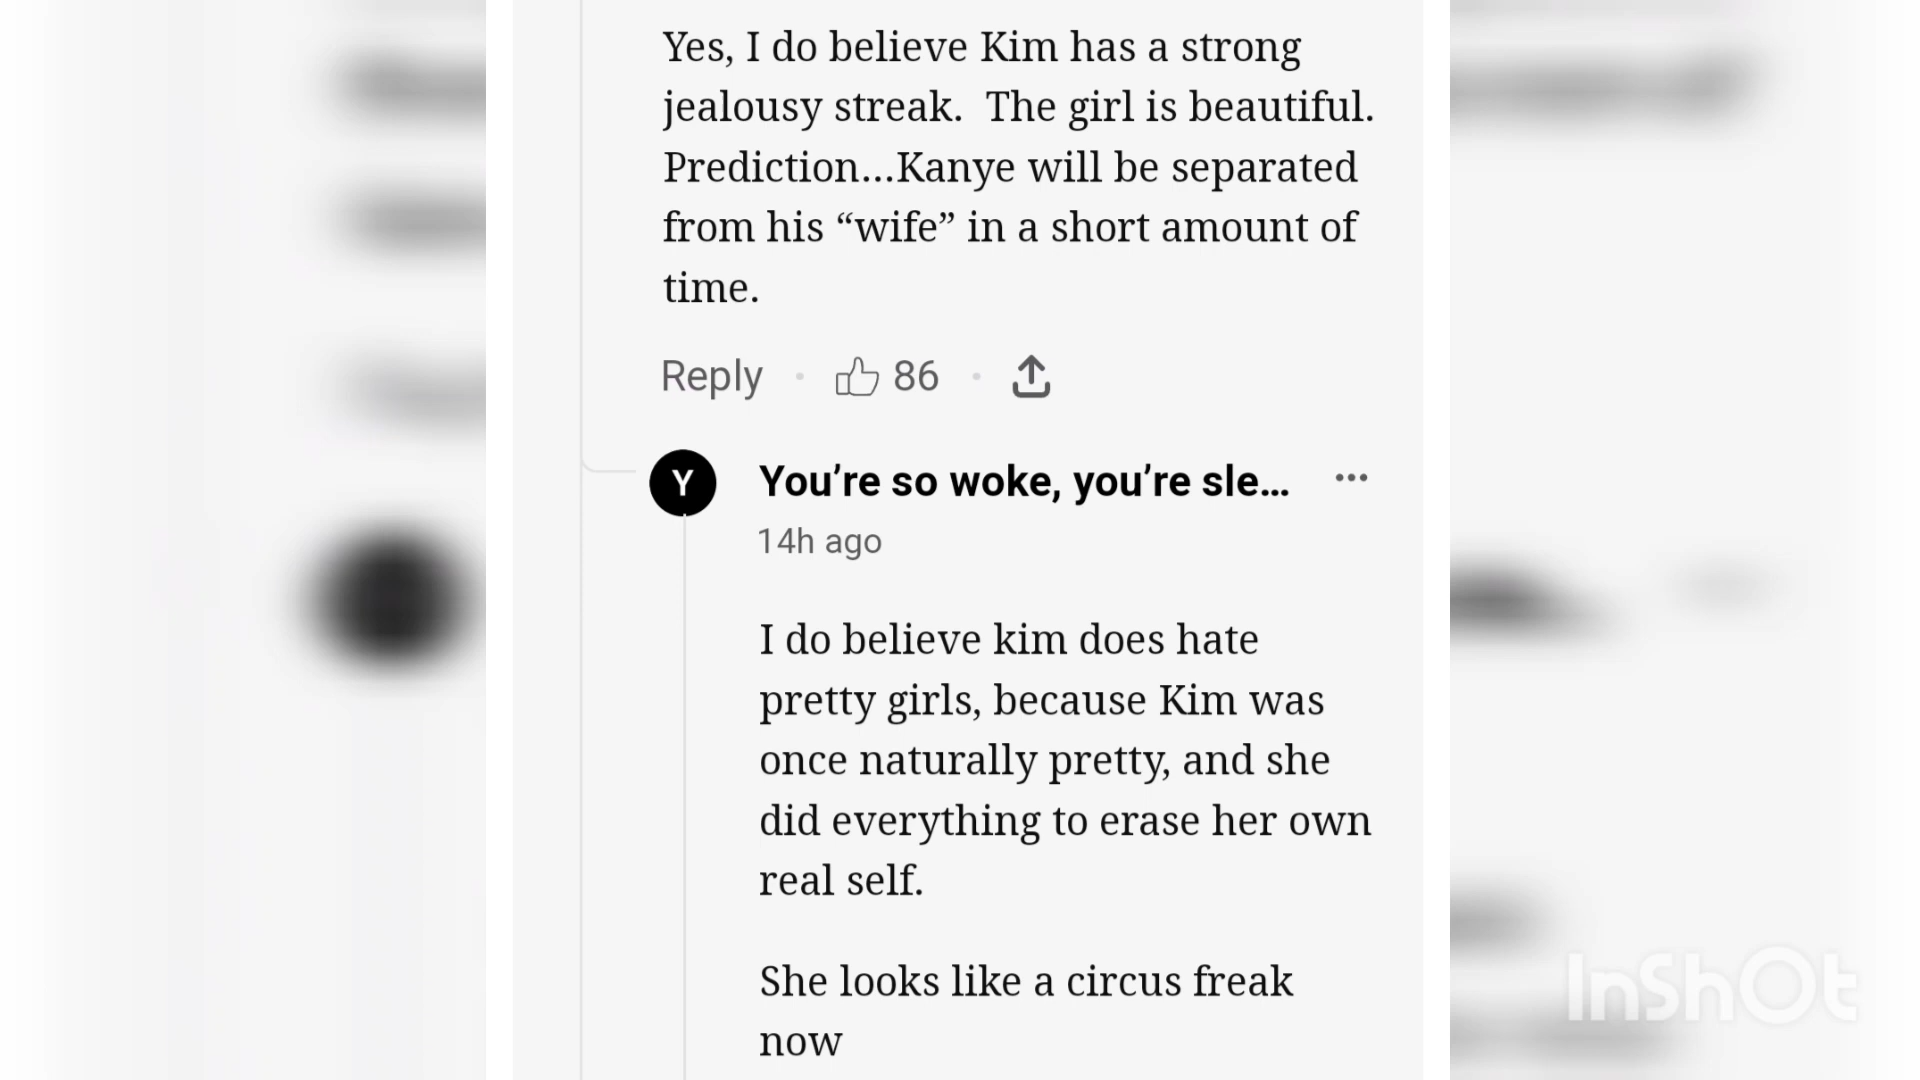 Yes, I do believe Kim has a strong
jealousy streak.  The girl is beautiful.
Prediction...Kanye will be separated
from his “wife” in a short amount of
time.
Reply · 86 ·
Y
You’re so woke, you’re sle...
14h ago
I do believe kim does hate
pretty girls, because Kim was
once naturally pretty, and she
did everything to erase her own
real self.
She looks like a circus freak
now
InShOt